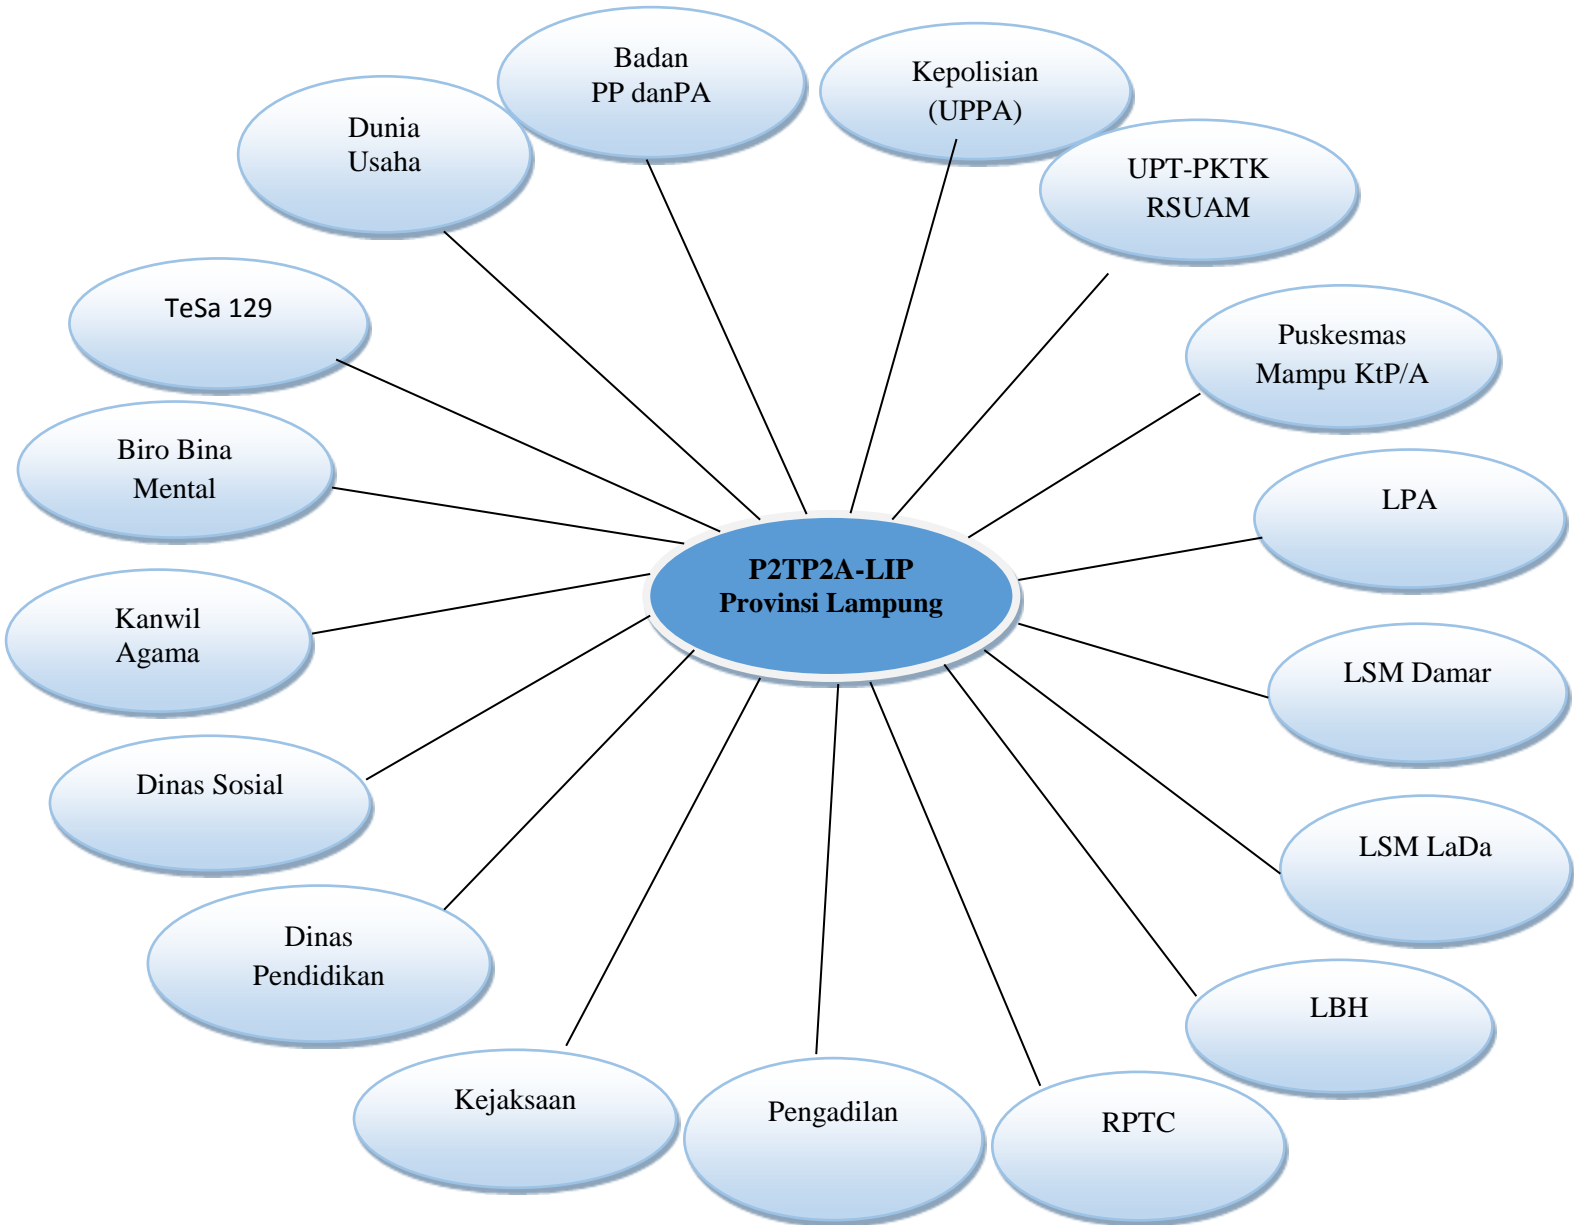 Badan
PP danPA
Kepolisian
(UPPA)
Dunia
Usaha
UPT-PKTK
RSUAM
TeSa 129
Puskesmas
Mampu KtP/A
Biro Bina
Mental
LPA
P2TP2A-LIP
Provinsi Lampung
Kanwil
Agama
LSM Damar
Dinas Sosial
LSM LaDa
Dinas
Pendidikan
LBH
Kejaksaan
Pengadilan
RPTC